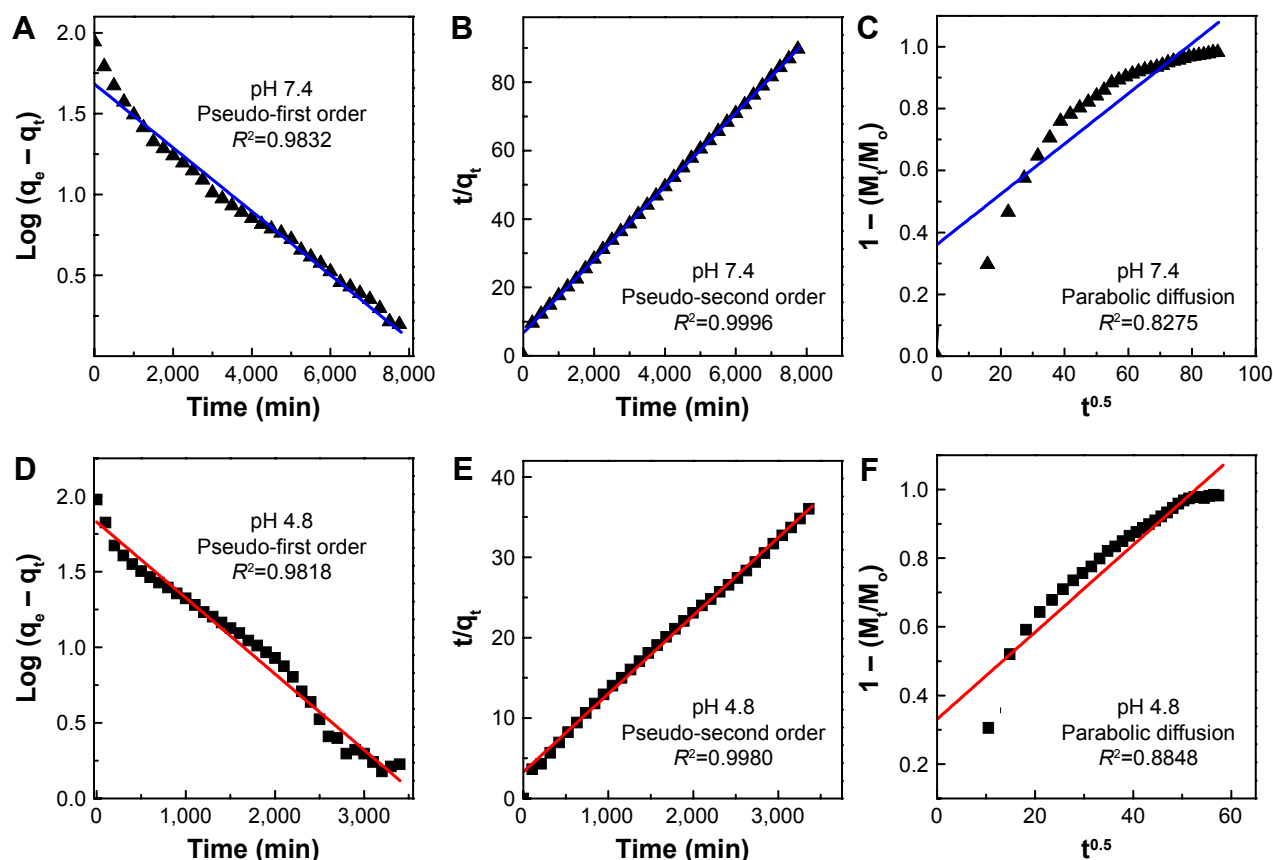 A
2.0
1.5
1.0
0.5
Log (qₑ − qₜ)
pH 7.4
Pseudo-first order
R²=0.9832
0 2,000 4,000 6,000 8,000
Time (min)
B
80
60
40
20
0
t/qₜ
pH 7.4
Pseudo-second order
R²=0.9996
0 2,000 4,000 6,000 8,000
Time (min)
C
1.0
0.8
0.6
0.4
0.2
0.0
1 − (Mₜ/Mₒ)
pH 7.4
Parabolic diffusion
R²=0.8275
0 20 40 60 80 100
t⁰·⁵
D
2.0
1.5
1.0
0.5
0.0
Log (qₑ − qₜ)
pH 4.8
Pseudo-first order
R²=0.9818
0 1,000 2,000 3,000
Time (min)
E
40
30
20
10
0
t/qₜ
pH 4.8
Pseudo-second order
R²=0.9980
0 1,000 2,000 3,000
Time (min)
F
1.0
0.8
0.6
0.4
0.2
1 − (Mₜ/Mₒ)
pH 4.8
Parabolic diffusion
R²=0.8848
0 20 40 60
t⁰·⁵